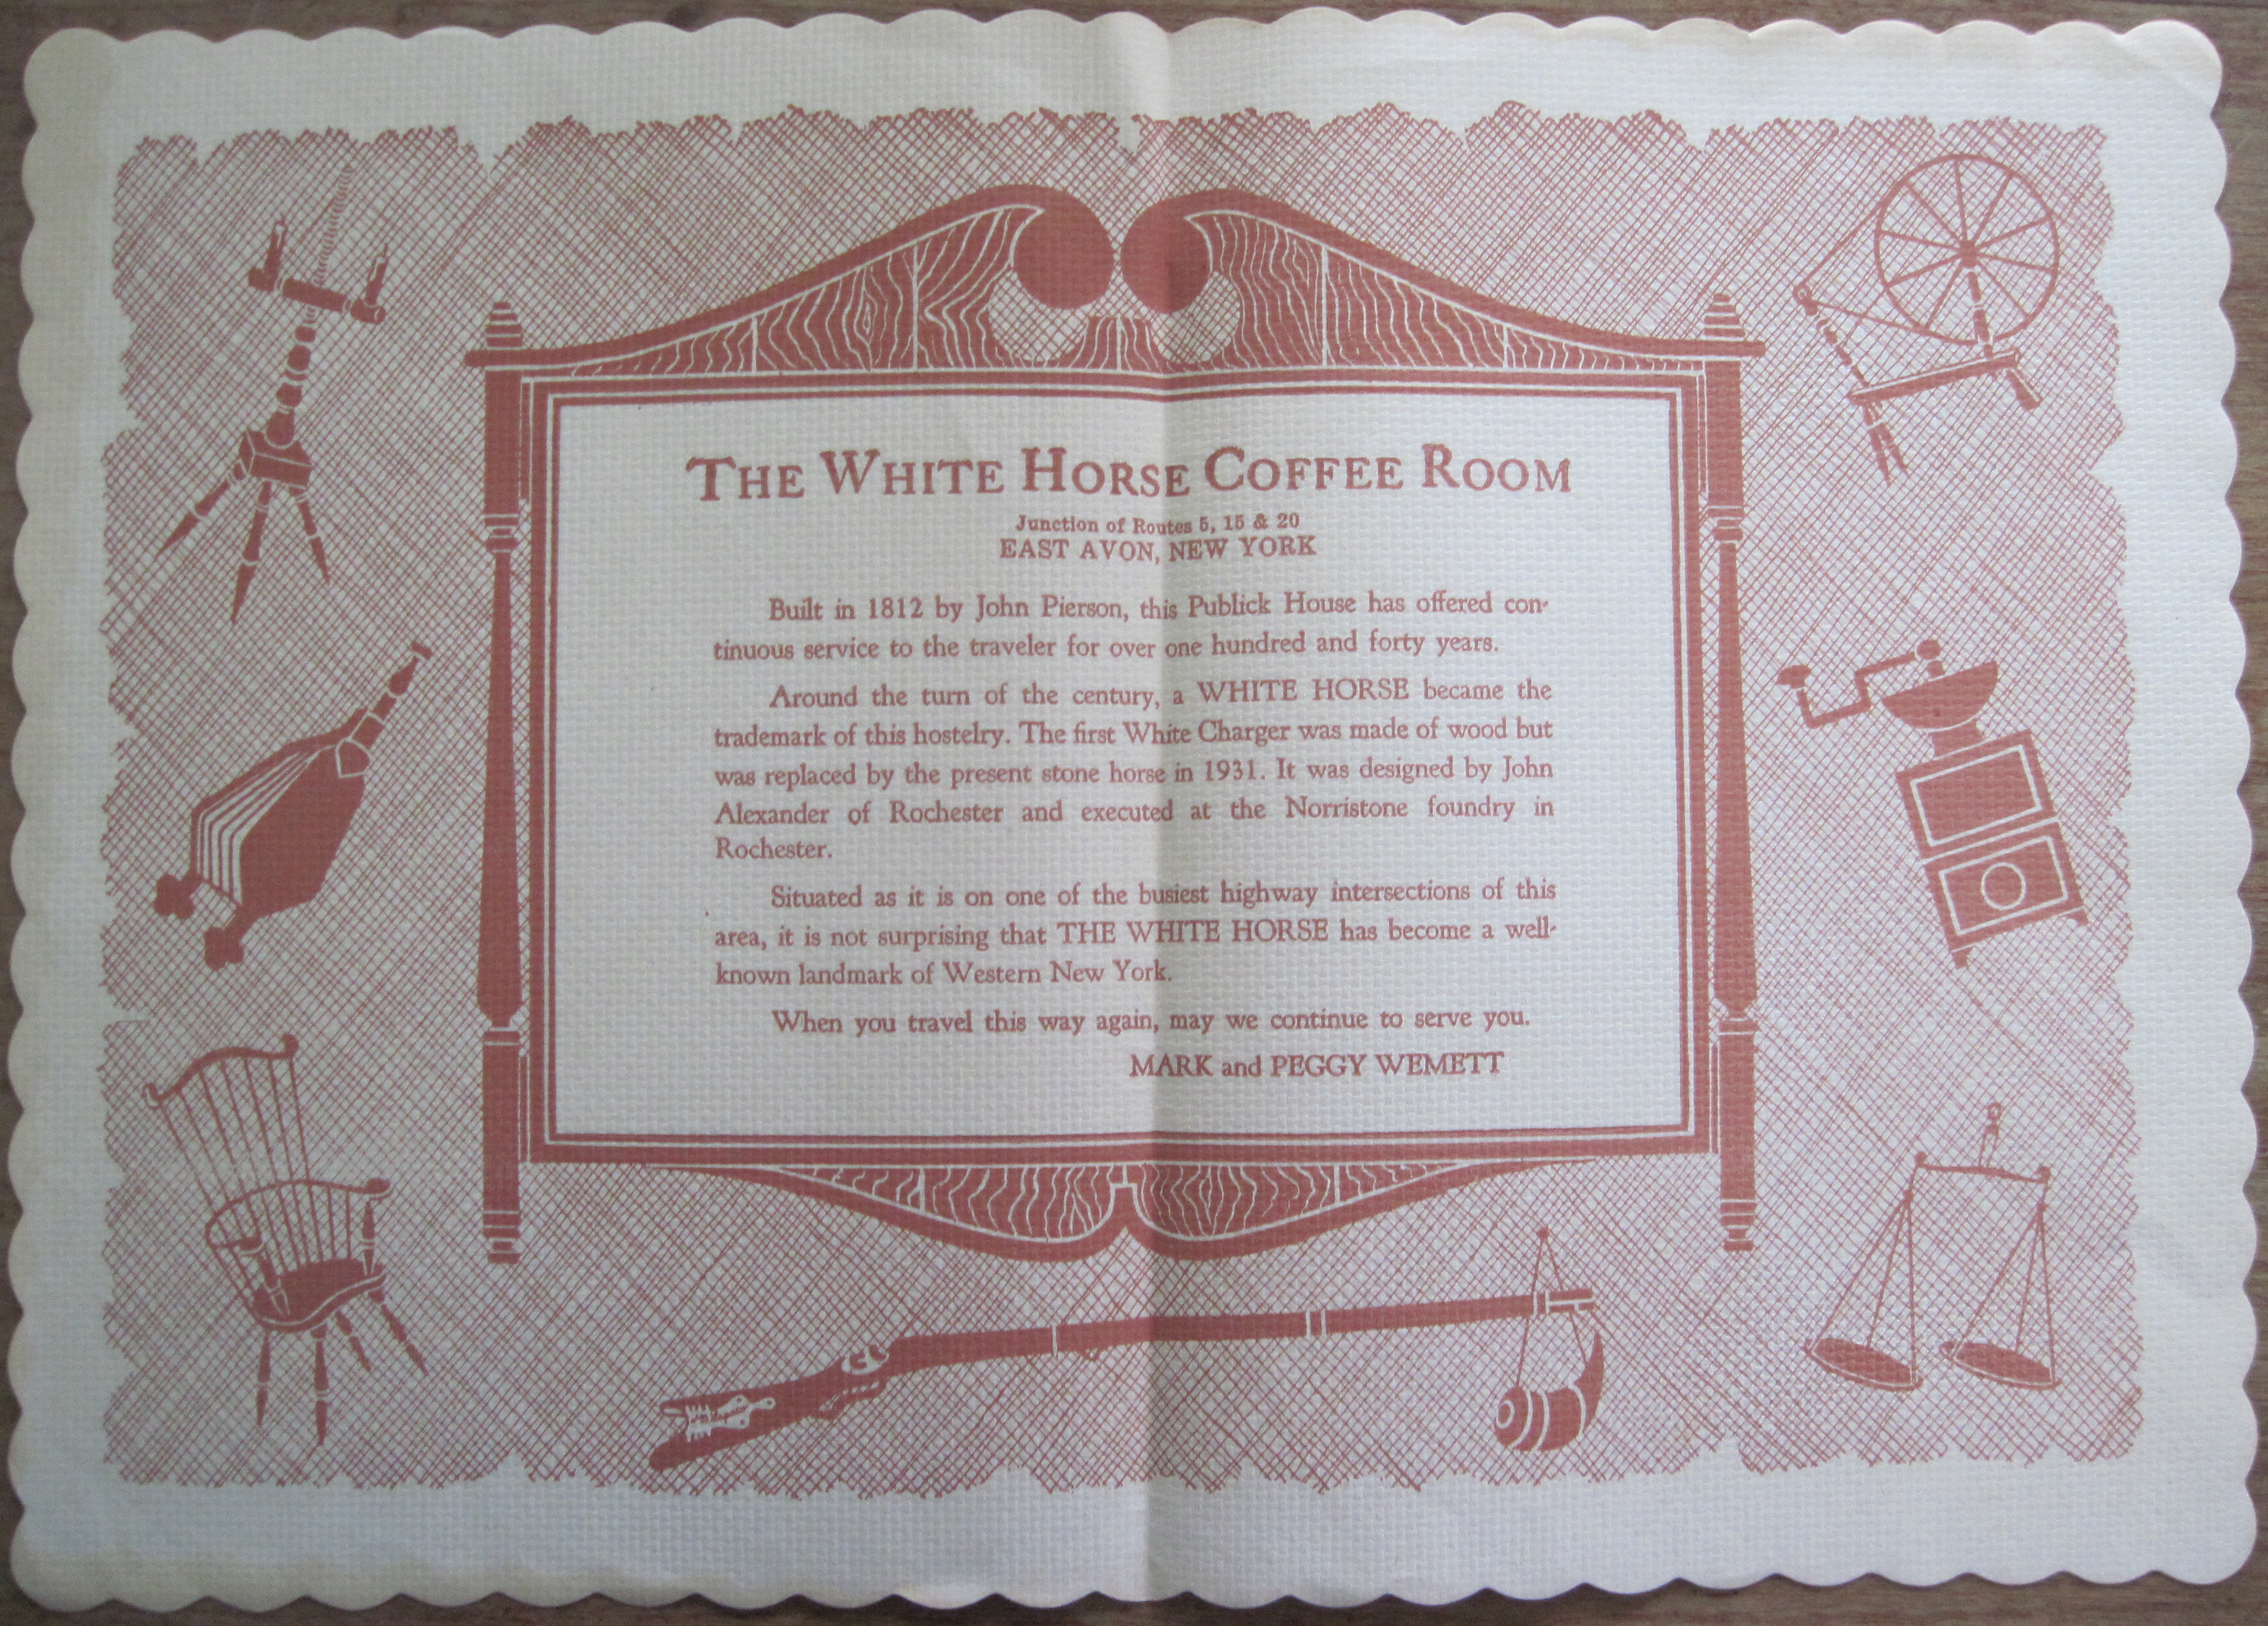 THE WHITE HORSE COFFEE ROOM
Junction of Routes 5, 15 & 20
EAST AVON, NEW YORK
Built in 1812 by John Pierson, this Publick House has offered con-
tinuous service to the traveler for over one hundred and forty years.
Around the turn of the century, a WHITE HORSE became the
trademark of this hostelry. The first White Charger was made of wood but
was replaced by the present stone horse in 1931. It was designed by John
Alexander of Rochester and executed at the Norristone foundry in
Rochester.
Situated as it is on one of the busiest highway intersections of this
area, it is not surprising that THE WHITE HORSE has become a well-
known landmark of Western New York.
When you travel this way again, may we continue to serve you.
MARK and PEGGY WEMETT